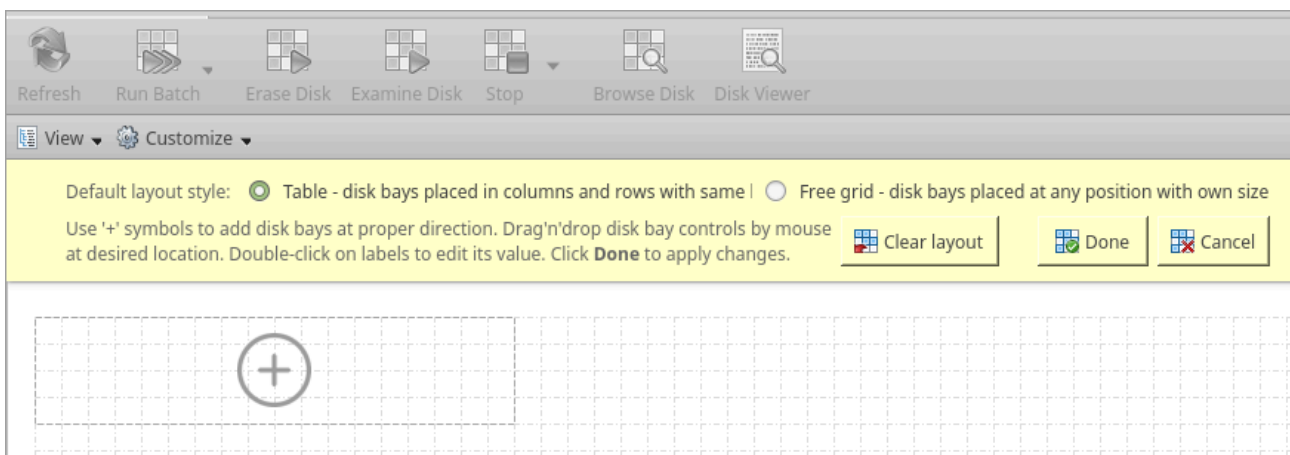 Refresh Run Batch Erase Disk Examine Disk Stop Browse Disk Disk Viewer
View Customize
Default layout style: Table - disk bays placed in columns and rows with same Free grid - disk bays placed at any position with own size
Use '+' symbols to add disk bays at proper direction. Drag'n'drop disk bay controls by mouse
at desired location. Double-click on labels to edit its value. Click Done to apply changes.
Clear layout Done Cancel